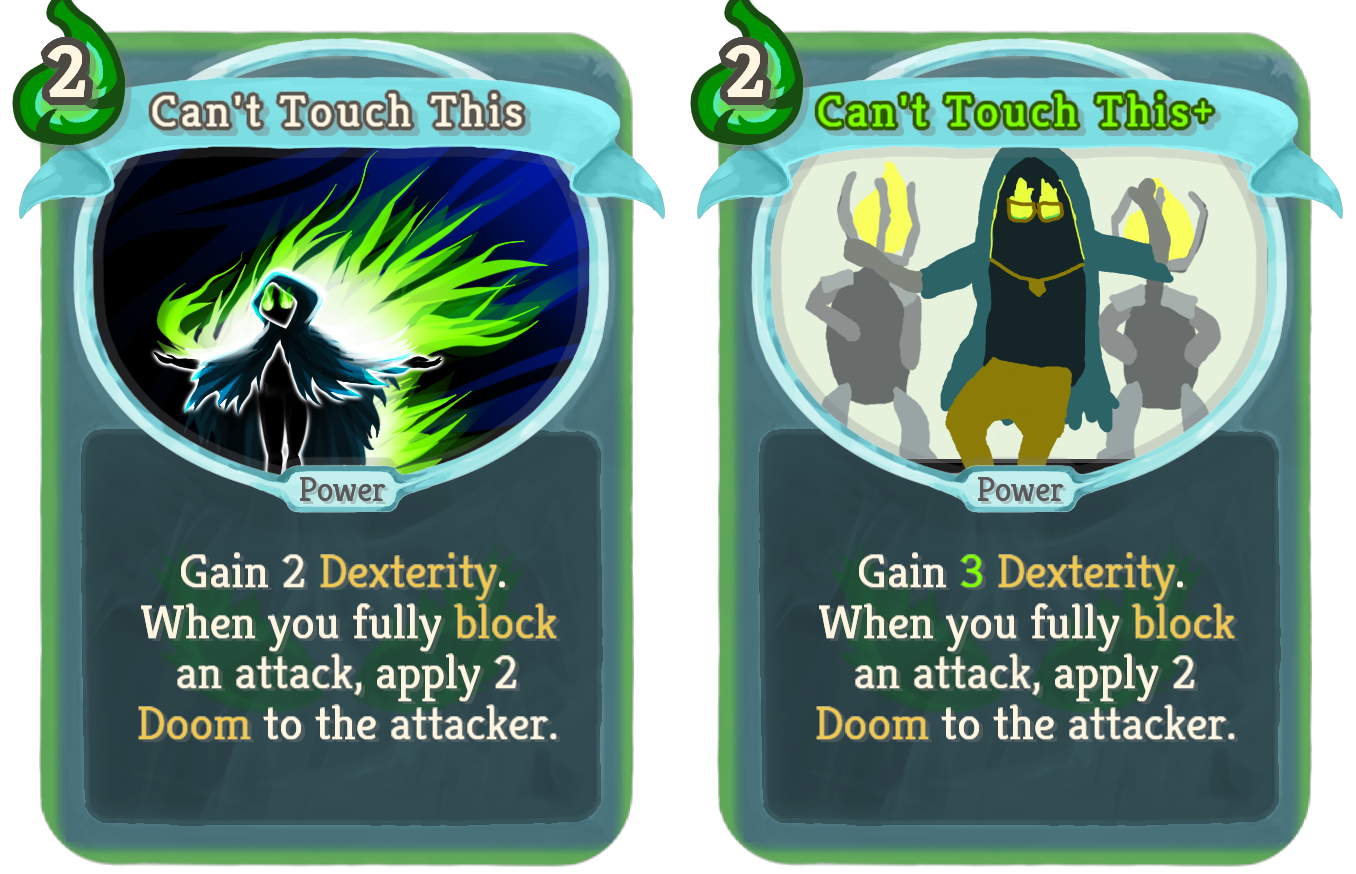 2
Can't Touch This
Power
Gain 2 Dexterity.
When you fully block
an attack, apply 2
Doom to the attacker.
2
Can't Touch This+
Power
Gain 3 Dexterity.
When you fully block
an attack, apply 2
Doom to the attacker.